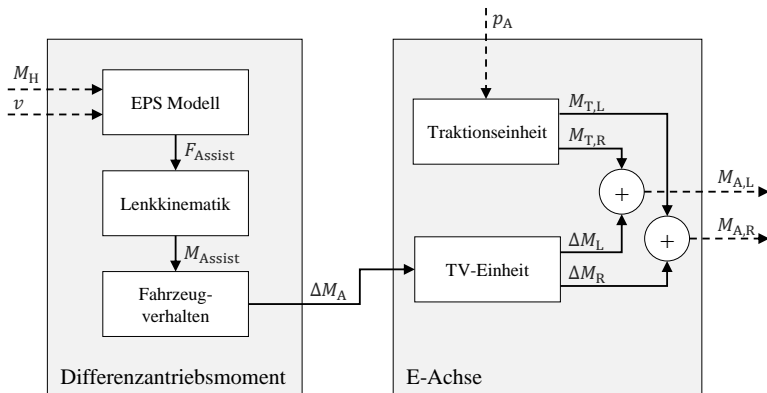 M_H
v
EPS Modell
F_Assist
Lenkkinematik
M_Assist
Fahrzeug-
verhalten
ΔM_A
Differenzantriebsmoment
p_A
Traktionseinheit
M_T,L
M_T,R
+
M_A,L
+
M_A,R
TV-Einheit
ΔM_L
ΔM_R
E-Achse